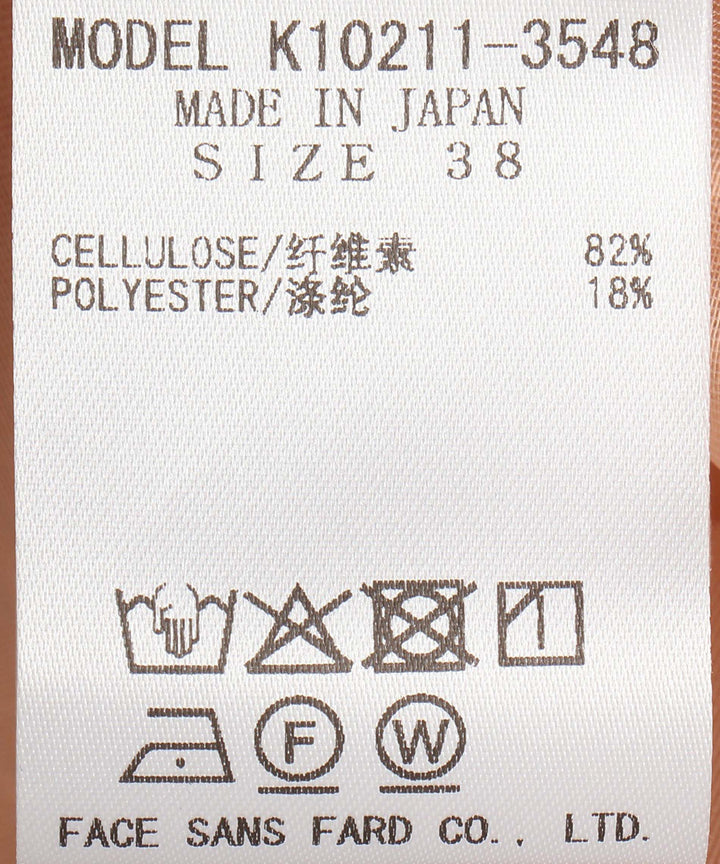 MODEL K10211-3548
MADE IN JAPAN
SIZE 38
CELLULOSE/纤维素 82%
POLYESTER/涤纶 18%
F W
FACE SANS FARD CO., LTD.